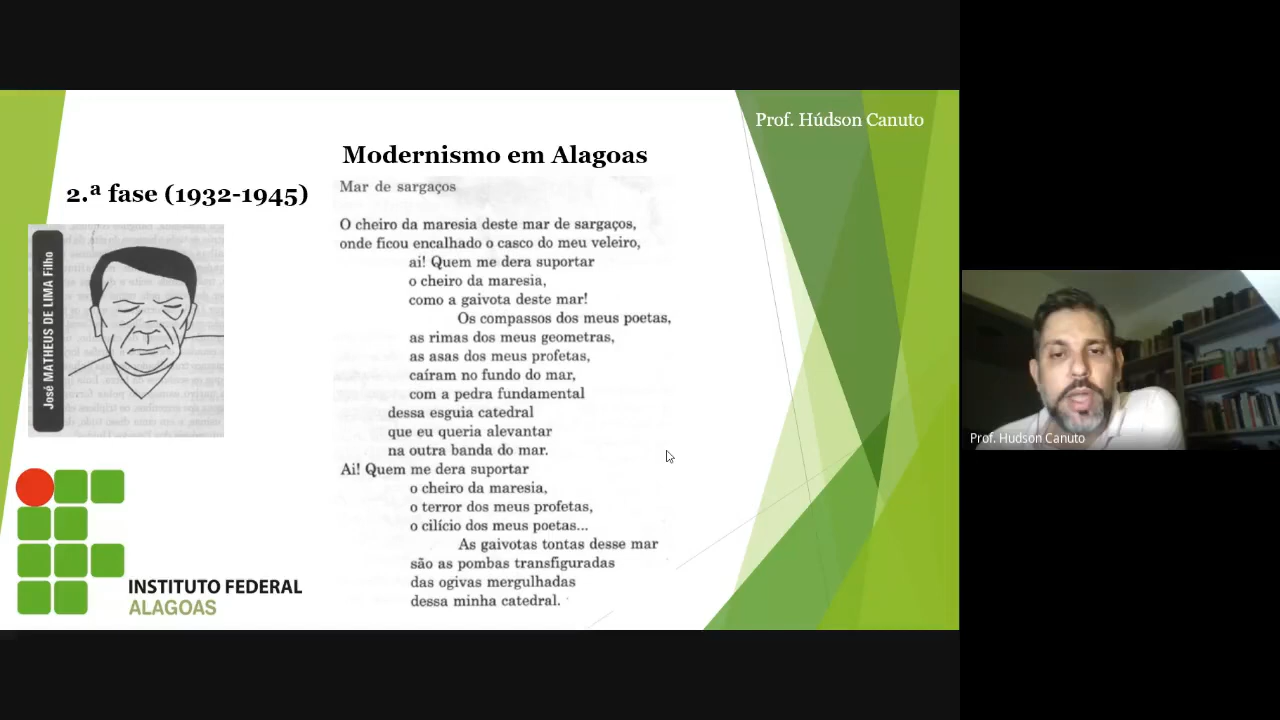 Prof. Húdson Canuto
Modernismo em Alagoas
2.ª fase (1932-1945)
José MATHEUS DE LIMA Filho
Mar de sargaços
O cheiro da maresia deste mar de sargaços,
onde ficou encalhado o casco do meu veleiro,
ai! Quem me dera suportar
o cheiro da maresia,
como a gaivota deste mar!
Os compassos dos meus poetas,
as rimas dos meus geometras,
as asas dos meus profetas,
caíram no fundo do mar,
com a pedra fundamental
dessa esguia catedral
que eu queria alevantar
na outra banda do mar.
Ai! Quem me dera suportar
o cheiro da maresia,
o terror dos meus profetas,
o cilício dos meus poetas...
As gaivotas tontas desse mar
são as pombas transfiguradas
das ogivas mergulhadas
dessa minha catedral.
INSTITUTO FEDERAL
ALAGOAS
Prof. Hudson Canuto